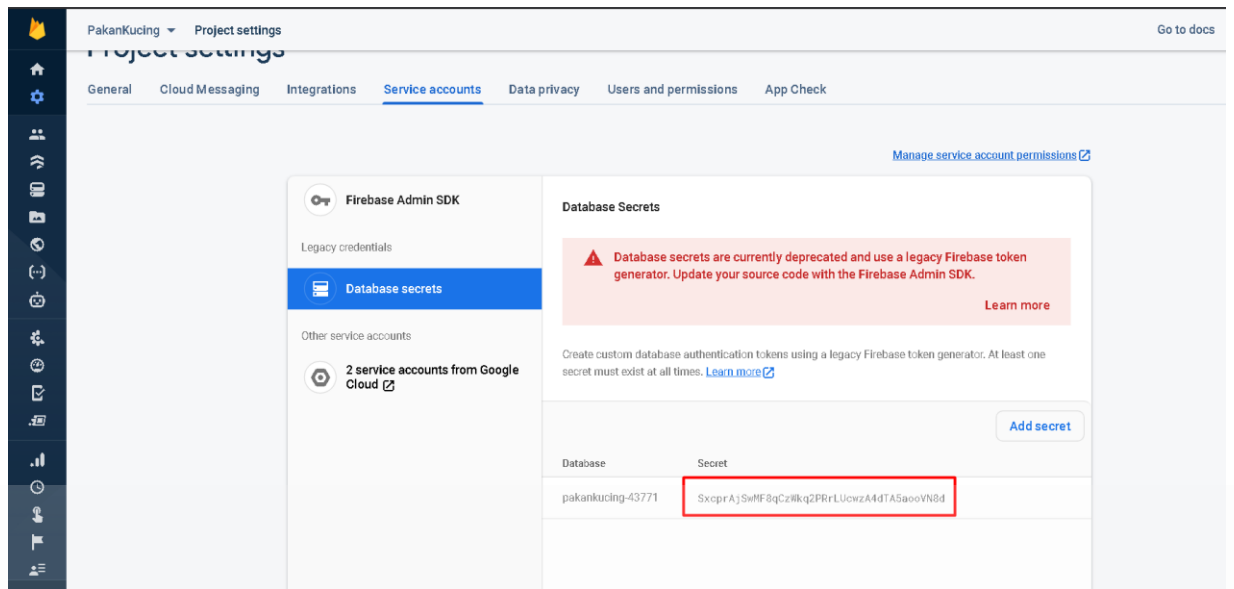 PakanKucing
Project settings
Go to docs
Project settings
General
Cloud Messaging
Integrations
Service accounts
Data privacy
Users and permissions
App Check
Manage service account permissions
Firebase Admin SDK
Legacy credentials
Database secrets
Other service accounts
2 service accounts from Google
Cloud
Database Secrets
Database secrets are currently deprecated and use a legacy Firebase token
generator. Update your source code with the Firebase Admin SDK.
Learn more
Create custom database authentication tokens using a legacy Firebase token generator. At least one
secret must exist at all times. Learn more
Add secret
Database
Secret
pakankucing-43771
SxcprAjSwMF8qCzWkq2PRrLUcwzA4dTA5aooVN8d